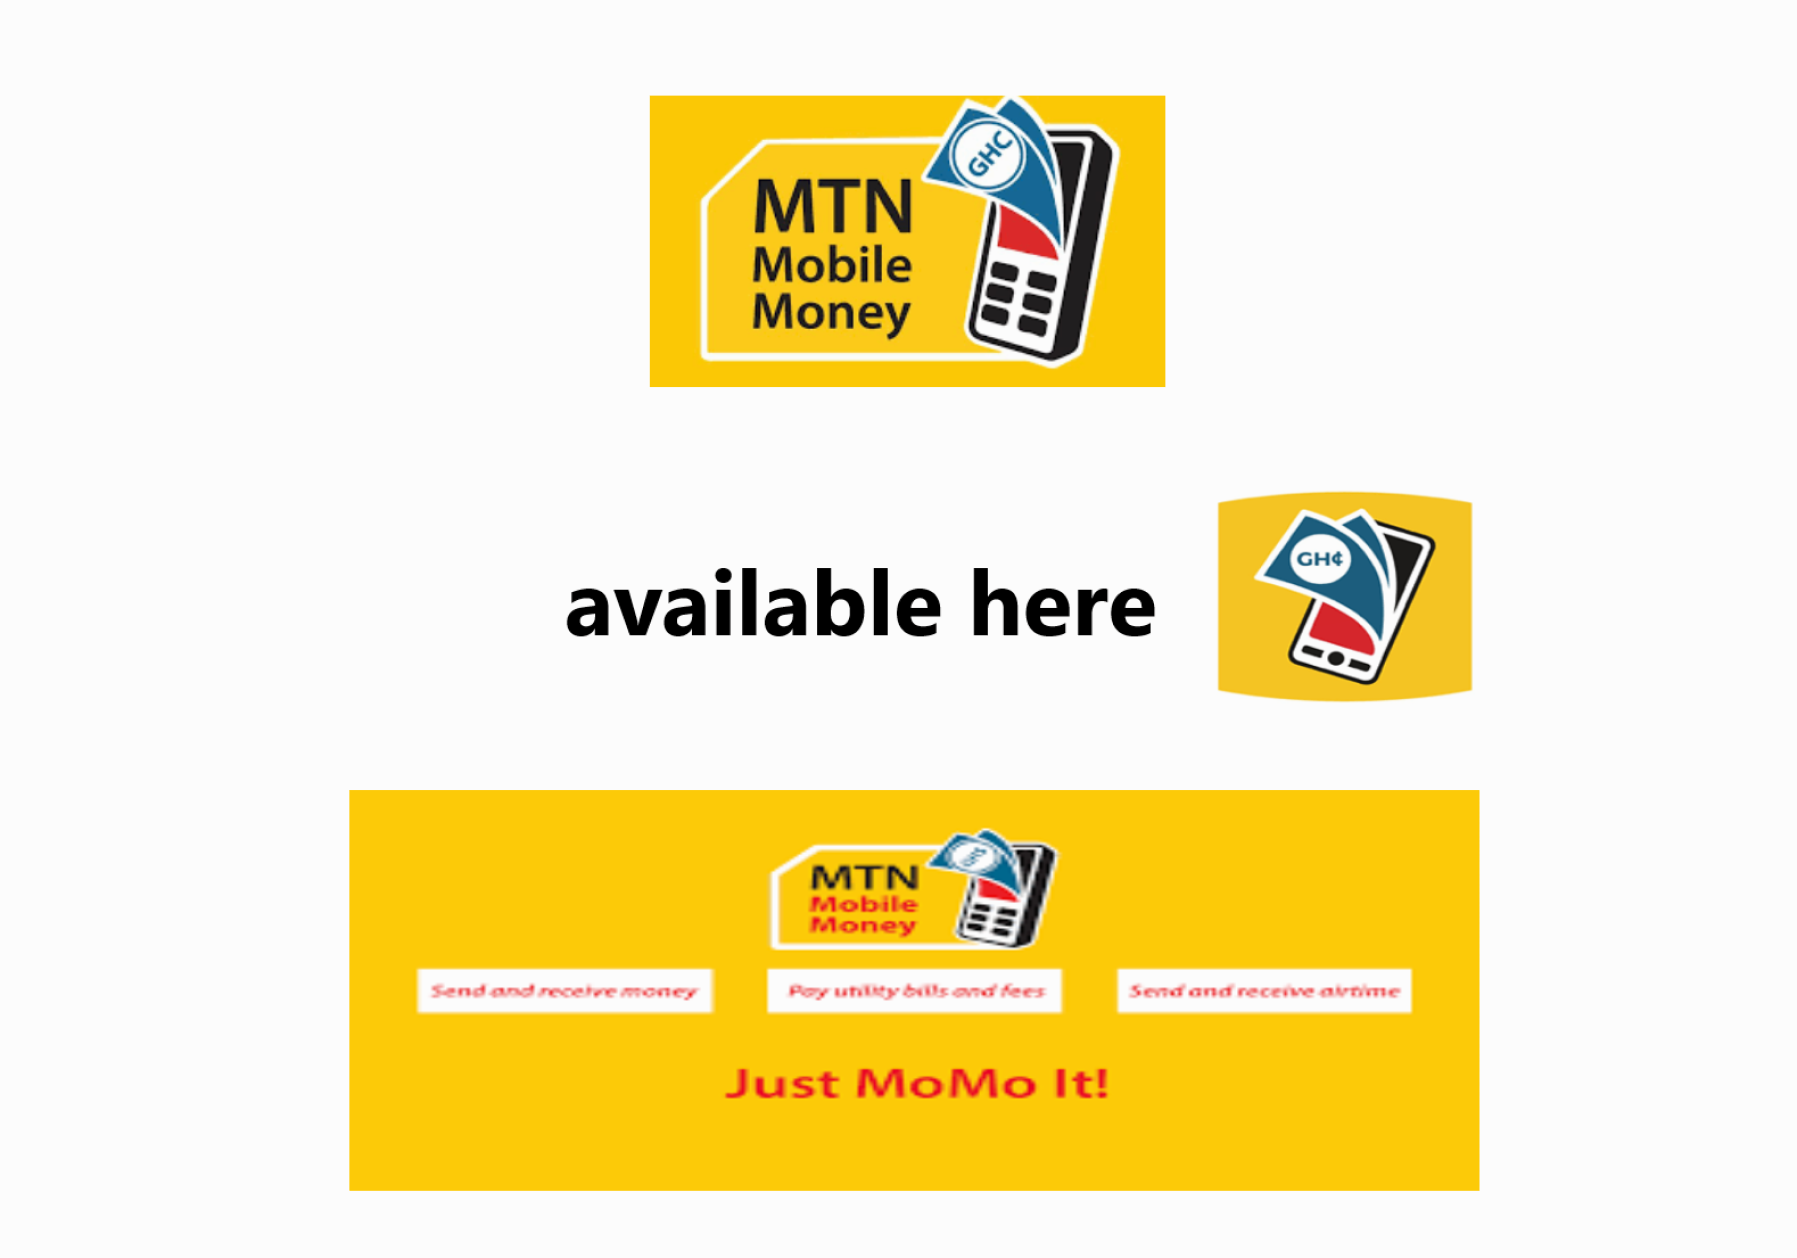 GHC
MTN
Mobile
Money
available here
GH¢
MTN
Mobile
Money
Send and receive money
Pay utility bills and fees
Send and receive airtime
Just MoMo It!